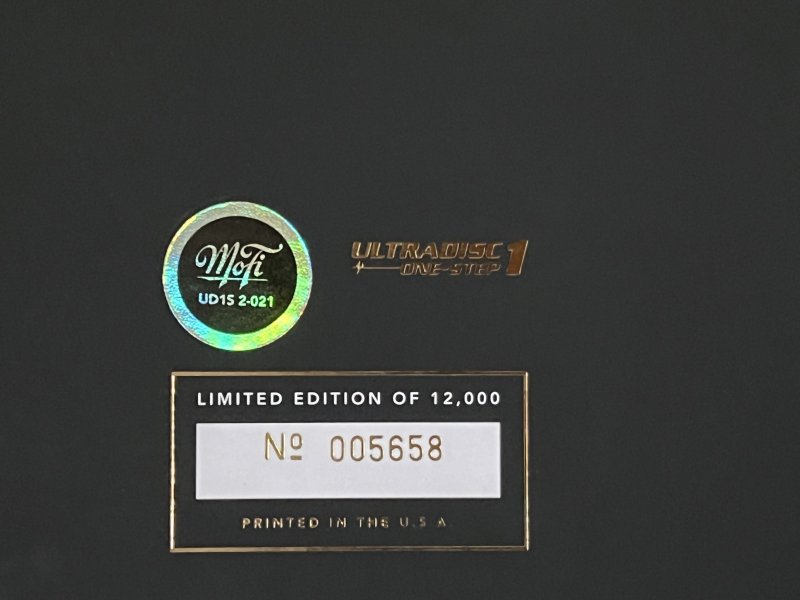 MoFi
UD1S 2-021
ULTRADISC 1
ONE-STEP
LIMITED EDITION OF 12,000
Nº 005658
PRINTED IN THE U.S.A.